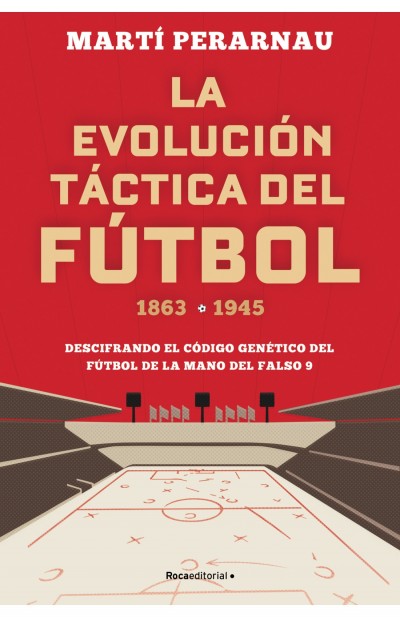 MARTÍ PERARNAU
LA
EVOLUCIÓN
TÁCTICA DEL
FÚTBOL
1863 1945
DESCIFRANDO EL CÓDIGO GENÉTICO DEL
FÚTBOL DE LA MANO DEL FALSO 9
Rocaeditorial